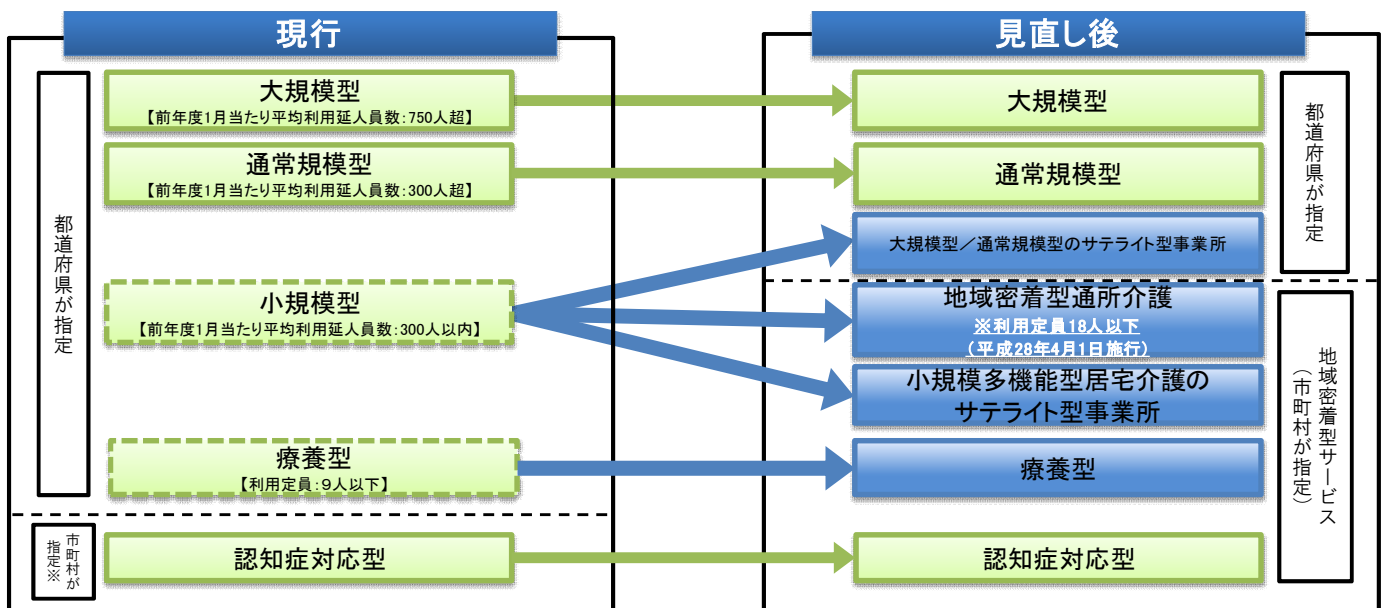 現行
都道府県が指定
大規模型
【前年度1月当たり平均利用延人員数:750人超】
通常規模型
【前年度1月当たり平均利用延人員数:300人超】
小規模型
【前年度1月当たり平均利用延人員数:300人以内】
療養型
【利用定員:9人以下】
市町村が
指定※
認知症対応型
見直し後
大規模型
通常規模型
大規模型／通常規模型のサテライト型事業所
都道府県が指定
地域密着型通所介護
※利用定員18人以下
(平成28年4月1日施行)
小規模多機能型居宅介護の
サテライト型事業所
療養型
認知症対応型
地域密着型サービス
（市町村が指定）